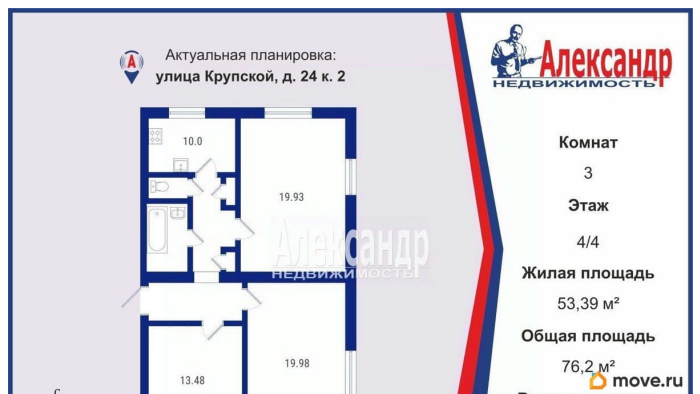 Актуальная планировка:
улица Крупской, д. 24 к. 2
10.0
19.93
19.98
13.48
Александр
НЕДВИЖИМОСТЬ
Александр
НЕДВИЖИМОСТЬ
Комнат
3
Этаж
4/4
Жилая площадь
53,39 м²
Общая площадь
76,2 м²
move.ru